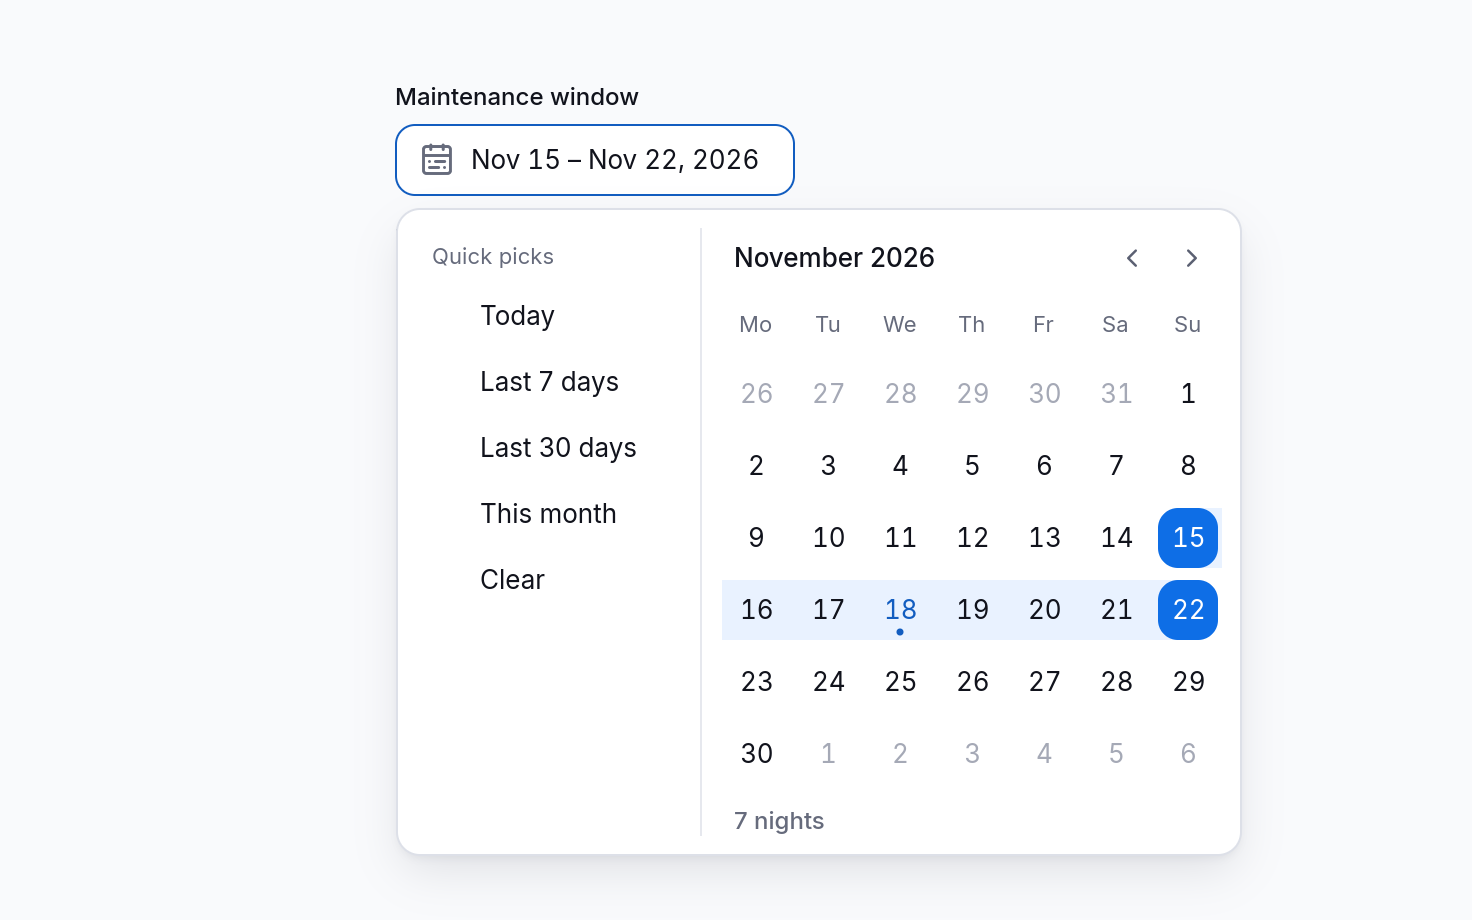 Maintenance window
Nov 15 – Nov 22, 2026
Quick picks
Today
Last 7 days
Last 30 days
This month
Clear
November 2026
Mo Tu We Th Fr Sa Su
26 27 28 29 30 31 1
2 3 4 5 6 7 8
9 10 11 12 13 14 15
16 17 18 19 20 21 22
23 24 25 26 27 28 29
30 1 2 3 4 5 6
7 nights